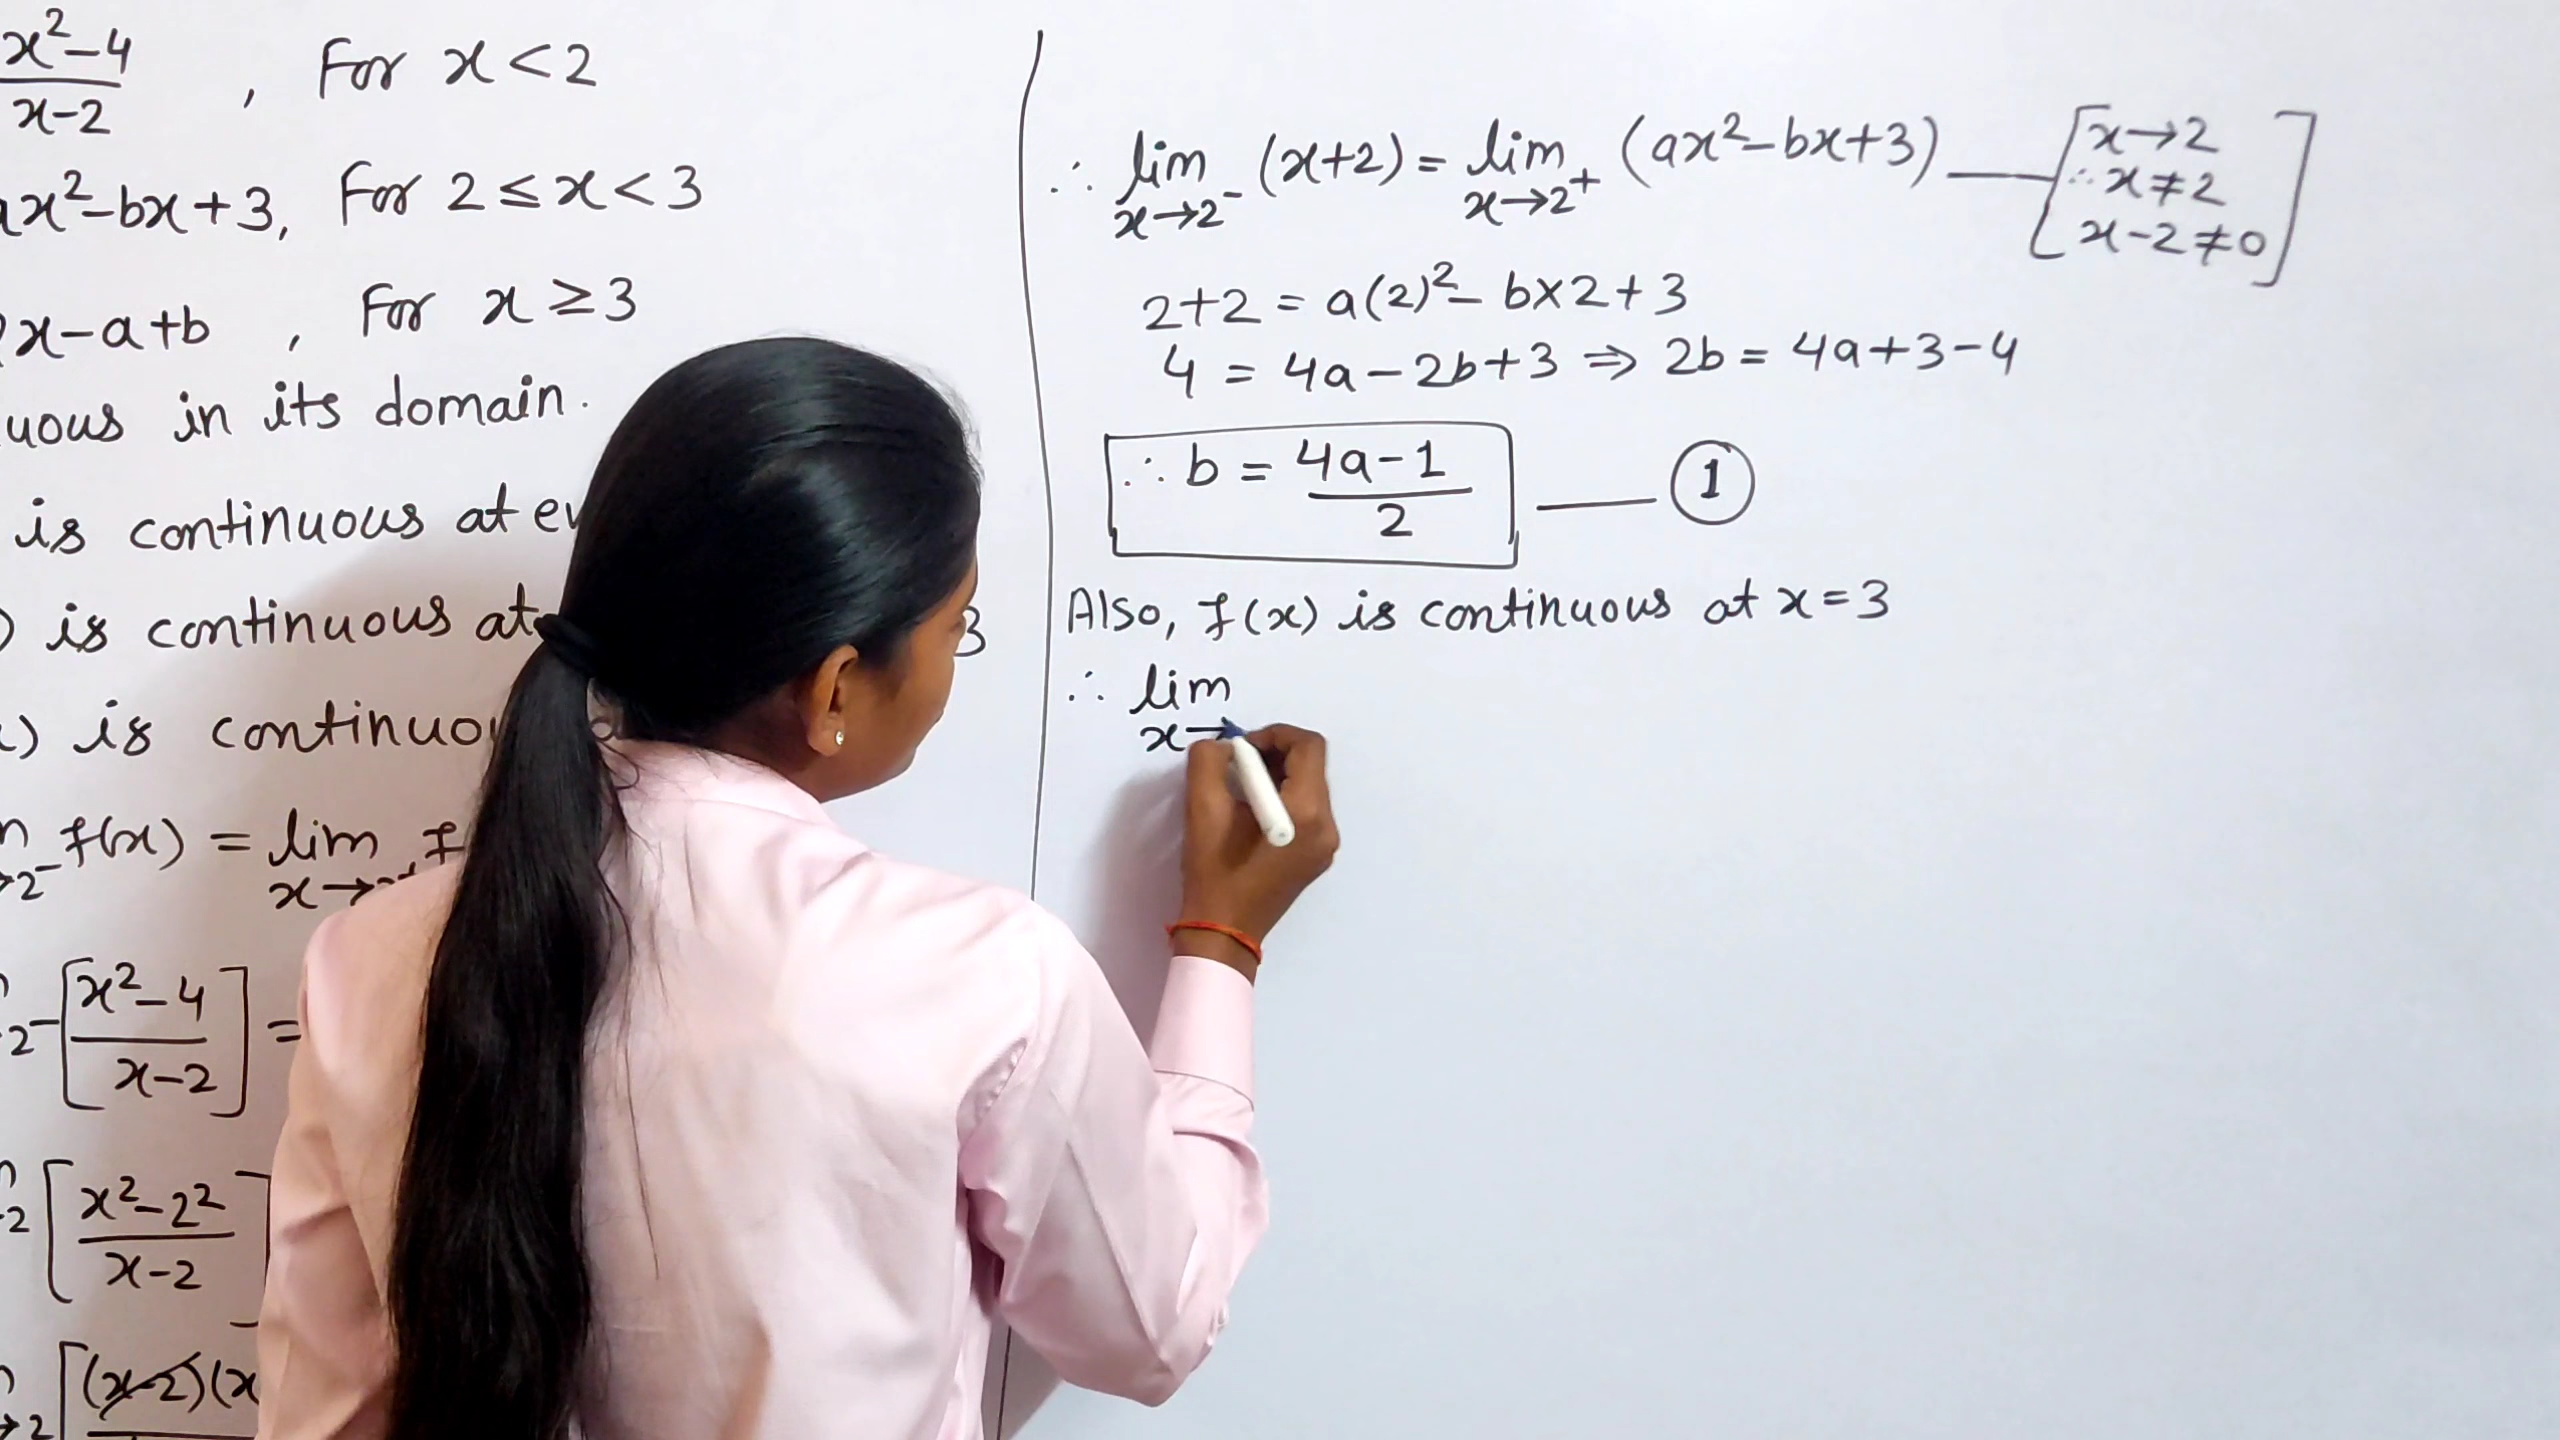 x²-4
x-2
, For x < 2
x²-bx+3, For 2 ≤ x < 3
x-a+b , For x ≥ 3
in its domain.
is continuous at
is continuous at 3
is continuous
f(x) = lim
→2⁻ x→
2⁻ [x²-4 / x-2] =
2 [x²-2² / x-2]
→2 [(x-2)(x
∴ lim (x+2) = lim (ax²-bx+3) — [x→2
x→2⁻ x→2⁺ ∴x≠2
x-2≠0]
2+2 = a(2)²- b×2+3
4 = 4a-2b+3 ⇒ 2b = 4a+3-4
∴ b = 4a-1 / 2 — ①
Also, f(x) is continuous at x=3
∴ lim
x→